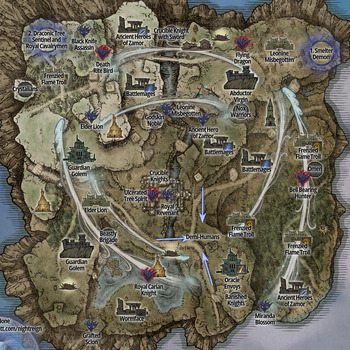 2. Draconic Tree
Sentinel and
Royal Cavalrymen
Black Knife
Assassin
Ancient Heroes
of Zamor
Crucible Knight
with Sword
1. Smelter
Demon
Death
Rite Bird
Flying
Dragon
Leonine
Misbegotten
Frenzied
Flame Troll
Crystalians
Battlemages
Abductor
Virgin
Leonine
Misbegotten
(Nox)
Warriors
Godskin
Noble
Elder Lion
Ancient Hero
of Zamor
Battlemages
Frenzied
Flame Troll
Guardian
Golem
Battlemages
Omen
Crucible
Knights
Bell Bearing
Hunter
Ulcerated
Tree Spirit
Elder Lion
Royal
Revenant
Beastly
Brigade
Demi-Humans
Frenzied
Flame Troll
Frenzied
Flame Troll
Guardian
Golem
Royal Carian
Knight
Oracle
Envoys
Banished
Knights
Ancient Heroes
of Zamor
Wormface
Miranda
Blossom
Grafted
Scion
tt.com/nightreign